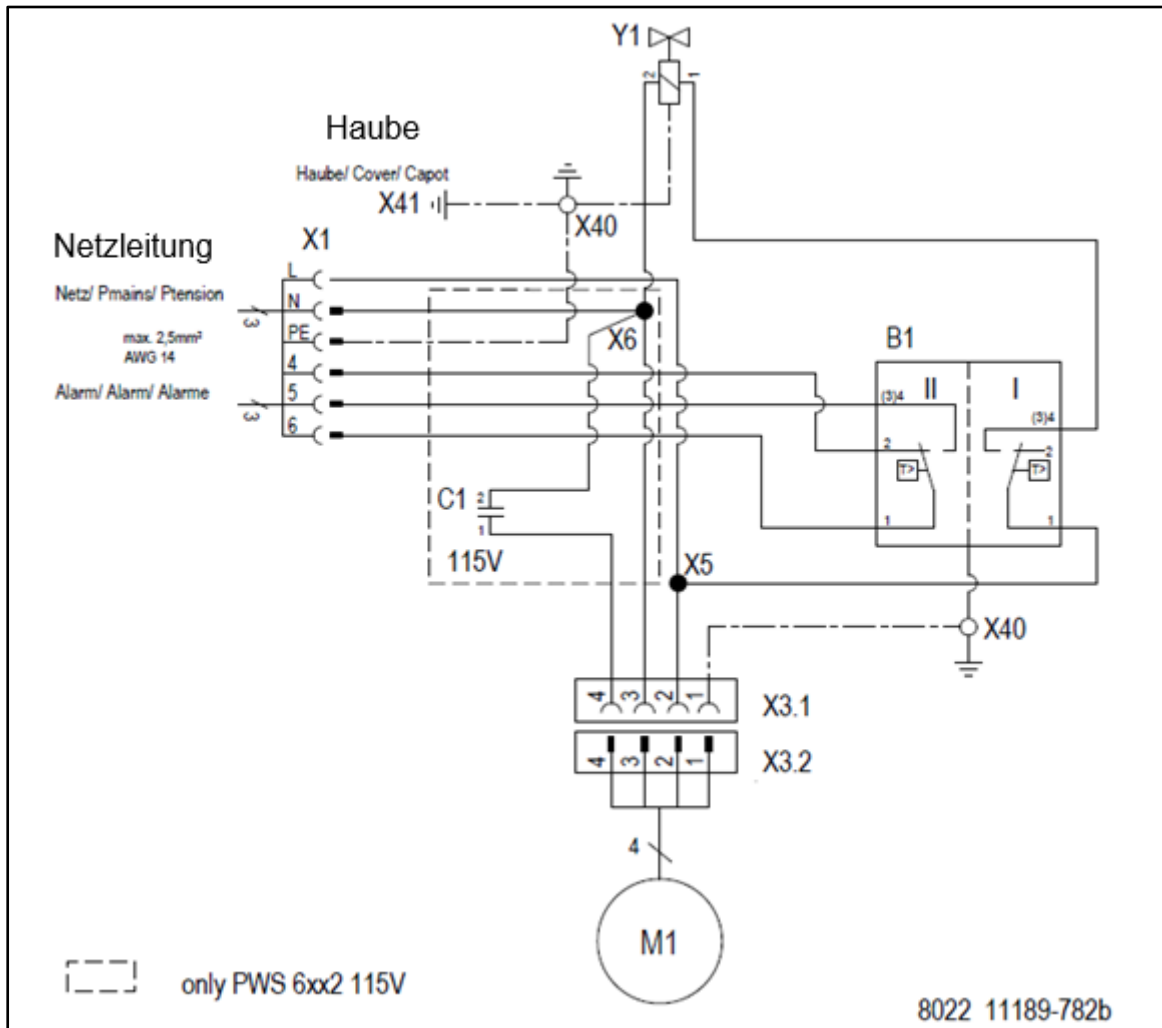 Y1
2
1
Haube
Haube/ Cover/ Capot
X41
X40
Netzleitung
X1
L
Netz/ Pmains/ Ptension
N
3
X6
PE
max. 2,5mm²
AWG 14
B1
4
Alarm/ Alarm/ Alarme
5
3
6
(3)4
II
I
(3)4
2
2
T>
T>
C1
2
1
1
1
115V
X5
X40
4
3
2
1
X3.1
4
3
2
1
X3.2
4
M1
only PWS 6xx2 115V
8022 11189-782b